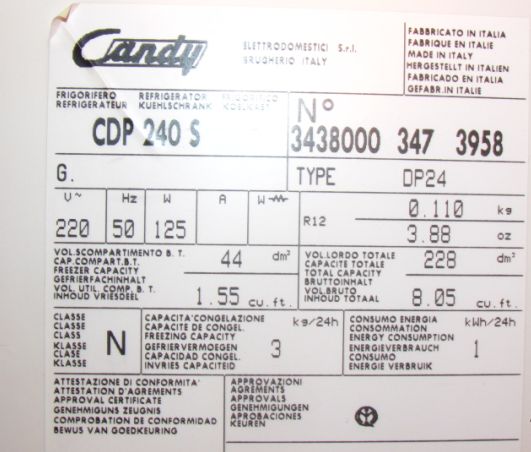 Candy
ELETTRODOMESTICI S.r.l.
BRUGHERIO ITALY
FABBRICATO IN ITALIA
FABRIQUE EN ITALIE
MADE IN ITALY
HERGESTELLT IN ITALIEN
FABRICADO EN ITALIA
GEFABR.IN ITALIE
FRIGORIFERO REFRIGERATOR FRIGORIFICO
REFRIGERATEUR KUEHLSCHRANK KOELKAST
CDP 240 S
N°
3438000 347 3958
G.
TYPE DP24
U~ Hz W A W
220 50 125
R12
0.110 kg
3.88 oz
VOL.SCOMPARTIMENTO B. T.
CAP.COMPART.B.T.
FREEZER CAPACITY
GEFRIERFACHINHALT
VOL. UTIL. COMP. B. T.
INHOUD VRIESDEEL
44 dm³
1.55 cu.ft.
VOL.LORDO TOTALE
CAPACITE TOTALE
TOTAL CAPACITY
BRUTTOINHALT
VOL.BRUTO
INHOUD TOTAAL
228 dm³
8.05 cu.ft.
CLASSE
CLASSE
CLASS
KLASSE
CLASE
KLASSE
N
CAPACITA'CONGELAZIONE
CAPACITE DE CONGEL.
FREEZING CAPACITY
GEFRIERVERMOEGEN
CAPACIDAD CONGEL.
INVRIES CAPACITEID
kg/24h
3
CONSUMO ENERGIA
CONSOMMATION
ENERGY CONSUMPTION
ENERGIEVERBRAUCH
CONSUMO
ENERGIE VERBRUIK
kWh/24h
1
ATTESTAZIONE DI CONFORMITA'
ATTESTATION D'AGREMENTS
APPROVAL CERTIFICATE
GENEHMIGUNS ZEUGNIS
COMPROBATION DE CONFORMIDAD
BEWUS VAN GOEDKEURING
APPROVAZIONI
AGREMENTS
APPROVALS
GENEHMIGUNGEN
APROBACIONES
KEUREN